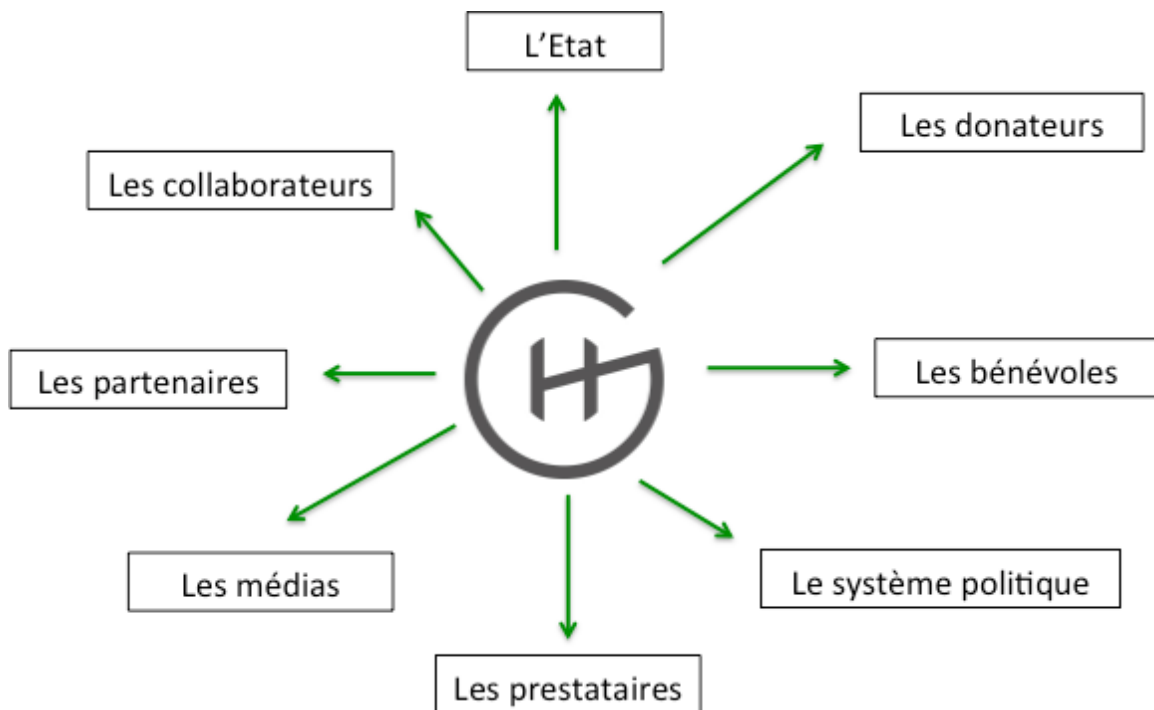 L’Etat
Les donateurs
Les collaborateurs
Les partenaires
Les bénévoles
Les médias
Le système politique
Les prestataires